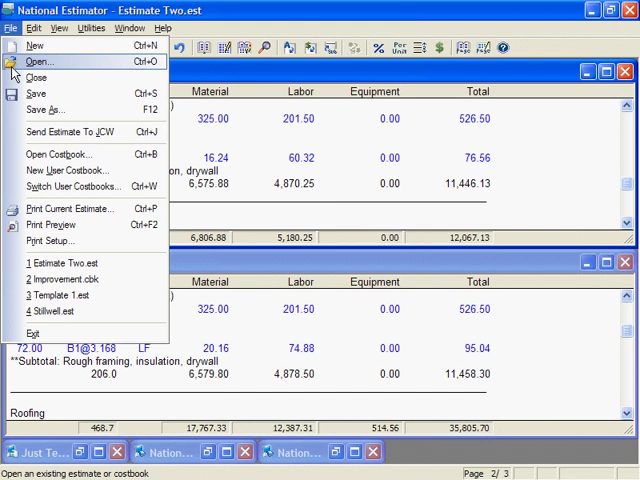 National Estimator - Estimate Two.est
File Edit View Utilities Window Help
New Ctrl+N
Open... Ctrl+O
Close
Save Ctrl+S
Save As... F12
Send Estimate To JCW Ctrl+J
Open Costbook... Ctrl+B
New User Costbook...
Switch User Costbooks... Ctrl+W
Print Current Estimate... Ctrl+P
Print Preview Ctrl+F2
Print Setup...
1 Estimate Two.est
2 Improvement.cbk
3 Template 1.est
4 Stillwell.est
Exit
% Per Unit $
Material Labor Equipment Total
)
325.00 201.50 0.00 526.50
16.24 60.32 0.00 76.56
on, drywall
6,575.88 4,870.25 0.00 11,446.13
6,806.88 5,180.25 0.00 12,067.13
Material Labor Equipment Total
)
325.00 201.50 0.00 526.50
72.00 B1@3.168 LF 20.16 74.88 0.00 95.04
**Subtotal: Rough framing, insulation, drywall
206.0 6,579.80 4,878.50 0.00 11,458.30
Roofing
468.7 17,767.33 12,387.31 514.56 35,805.70
Just Te... Nation... Nation...
Open an existing estimate or costbook Page 2/ 3